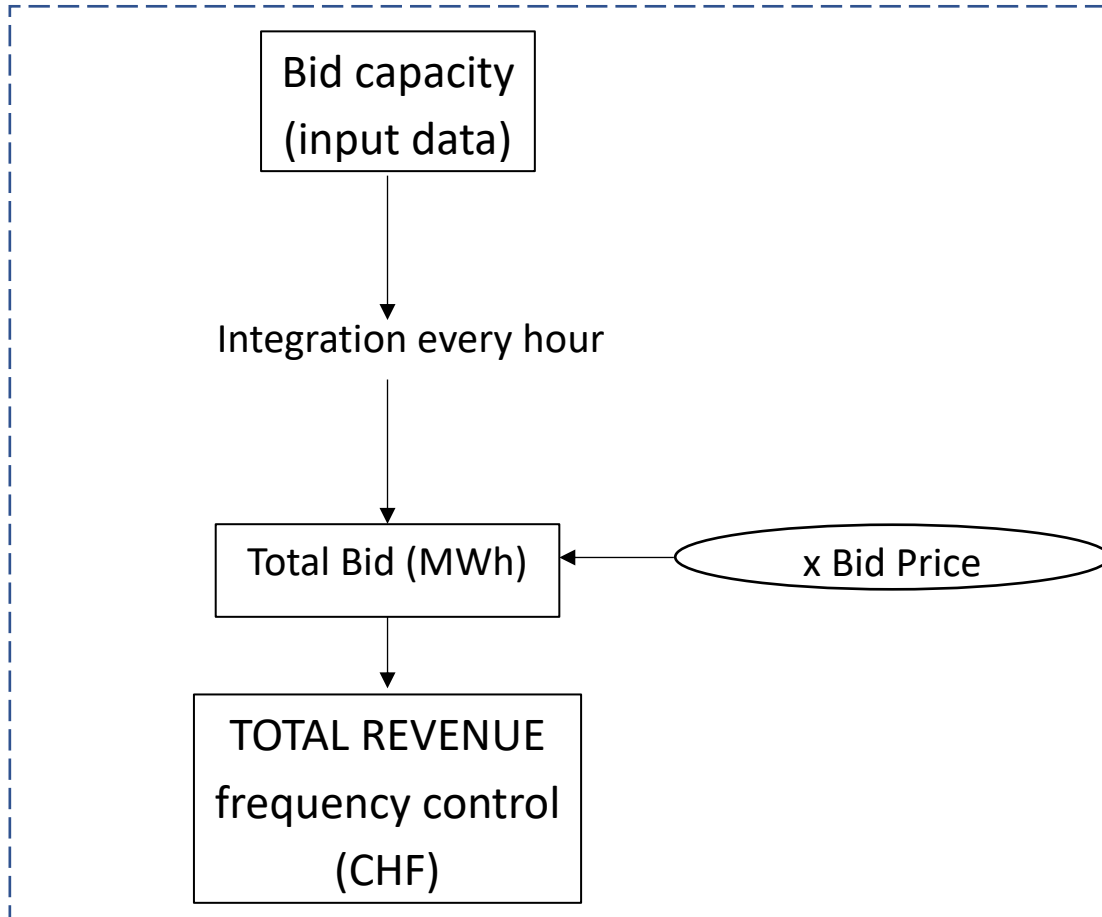 Bid capacity
(input data)
Integration every hour
Total Bid (MWh)
x Bid Price
TOTAL REVENUE
frequency control
(CHF)